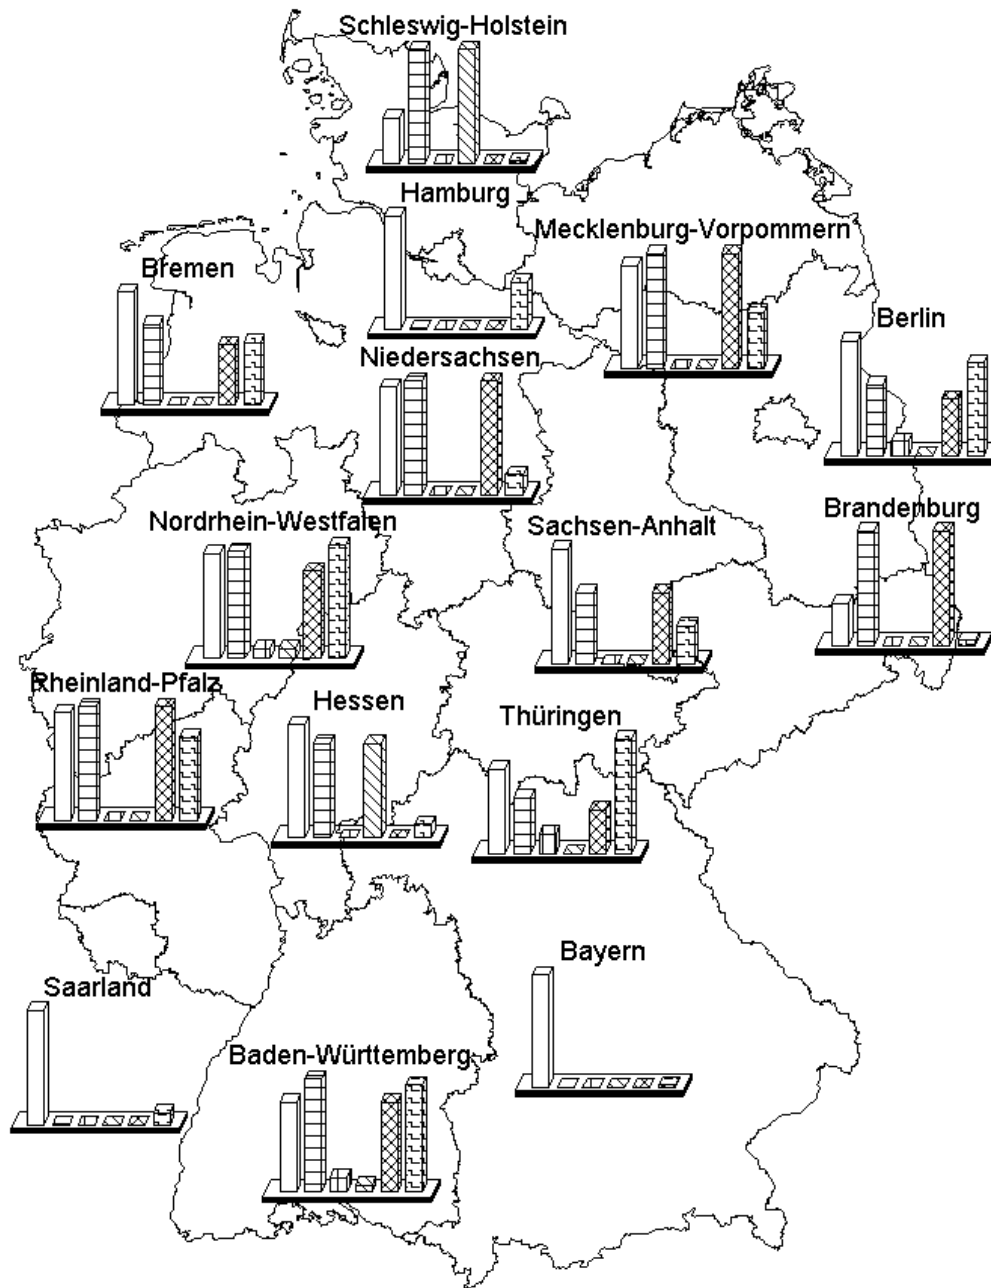 Schleswig-Holstein
Hamburg
Mecklenburg-Vorpommern
Bremen
Berlin
Niedersachsen
Brandenburg
Nordrhein-Westfalen
Sachsen-Anhalt
Rheinland-Pfalz
Hessen
Thüringen
Bayern
Saarland
Baden-Württemberg